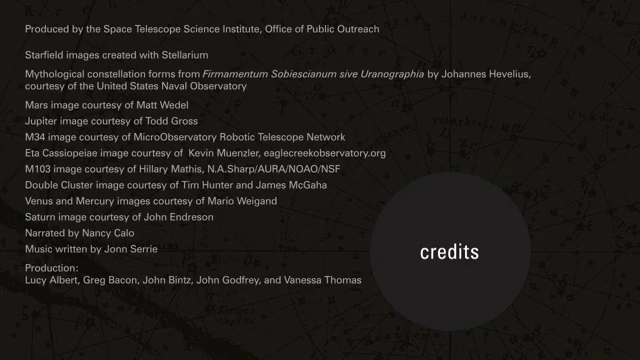 Produced by the Space Telescope Science Institute, Office of Public Outreach
Starfield images created with Stellarium
Mythological constellation forms from Firmamentum Sobiescianum sive Uranographia by Johannes Hevelius,
courtesy of the United States Naval Observatory
Mars image courtesy of Matt Wedel
Jupiter image courtesy of Todd Gross
M34 image courtesy of MicroObservatory Robotic Telescope Network
Eta Cassiopeiae image courtesy of Kevin Muenzler, eaglecreekobservatory.org
M103 image courtesy of Hillary Mathis, N.A.Sharp/AURA/NOAO/NSF
Double Cluster image courtesy of Tim Hunter and James McGaha
Venus and Mercury images courtesy of Mario Weigand
Saturn image courtesy of John Endreson
Narrated by Nancy Calo
Music written by Jonn Serrie
Production:
Lucy Albert, Greg Bacon, John Bintz, John Godfrey, and Vanessa Thomas
credits